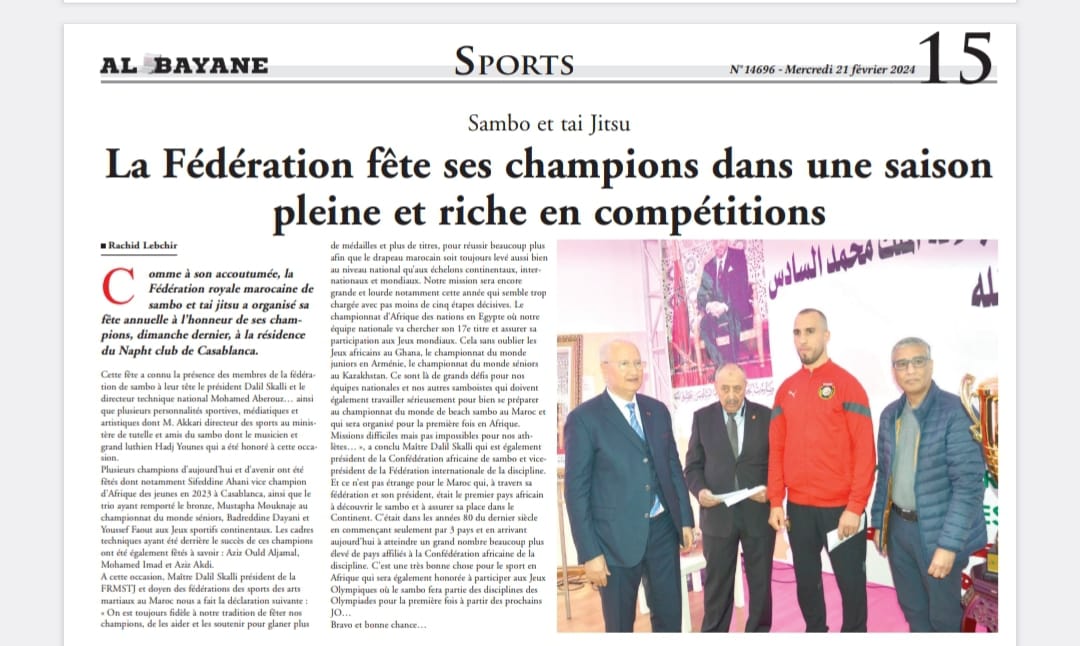 AL BAYANE
SPORTS
N° 14696 - Mercredi 21 février 2024
15
Sambo et tai Jitsu
La Fédération fête ses champions dans une saison
pleine et riche en compétitions
■ Rachid Lebchir
Comme à son accoutumée, la
Fédération royale marocaine de
sambo et tai jitsu a organisé sa
fête annuelle à l'honneur de ses cham-
pions, dimanche dernier, à la résidence
du Napht club de Casablanca.
Cette fête a connu la présence des membres de la fédéra-
tion de sambo à leur tête le président Dalil Skalli et le
directeur technique national Mohamed Aberouz… ainsi
que plusieurs personnalités sportives, médiatiques et
artistiques dont M. Akkari directeur des sports au minis-
tère de tutelle et amis du sambo dont le musicien et
grand luthien Hadj Younes qui a été honoré à cette occa-
sion.
Plusieurs champions d'aujourd'hui et d'avenir ont été
fêtés dont notamment Sifeddine Ahani vice champion
d'Afrique des jeunes en 2023 à Casablanca, ainsi que le
trio ayant remporté le bronze, Mustapha Mouknaje au
championnat du monde séniors, Badreddine Dayani et
Youssef Faout aux Jeux sportifs continentaux. Les cadres
techniques ayant été derrière le succès de ces champions
ont été également fêtés à savoir : Aziz Ould Aljamal,
Mohamed Imad et Aziz Akdi.
A cette occasion, Maître Dalil Skalli président de la
FRMSTJ et doyen des fédérations des sports des arts
martiaux au Maroc nous a fait la déclaration suivante :
« On est toujours fidèle à notre tradition de fêter nos
champions, de les aider et les soutenir pour glaner plus
de médailles et plus de titres, pour réussir beaucoup plus
afin que le drapeau marocain soit toujours levé aussi bien
au niveau national qu'aux échelons continentaux, inter-
nationaux et mondiaux. Notre mission sera encore
grande et lourde notamment cette année qui semble trop
chargée avec pas moins de cinq étapes décisives. Le
championnat d'Afrique des nations en Egypte où notre
équipe nationale va chercher son 17e titre et assurer sa
participation aux Jeux mondiaux. Cela sans oublier les
Jeux africains au Ghana, le championnat du monde
juniors en Arménie, le championnat du monde séniors
au Kazakhstan. Ce sont là de grands défis pour nos
équipes nationales et nos autres samboistes qui doivent
également travailler sérieusement pour bien se préparer
au championnat du monde de beach sambo au Maroc et
qui sera organisé pour la première fois en Afrique.
Missions difficiles mais pas impossibles pour nos ath-
lètes… », a conclu Maître Dalil Skalli qui est également
président de la Confédération africaine de sambo et vice-
président de la Fédération internationale de la discipline.
Et ce n'est pas étrange pour le Maroc qui, à travers sa
fédération et son président, était le premier pays africain
à découvrir le sambo et à assurer sa place dans le
Continent. C'était dans les années 80 du dernier siècle
en commençant seulement par 3 pays et en arrivant
aujourd'hui à atteindre un grand nombre beaucoup plus
élevé de pays affiliés à la Confédération africaine de la
discipline. C'est une très bonne chose pour le sport en
Afrique qui sera également honorée à participer aux Jeux
Olympiques où le sambo fera partie des disciplines des
Olympiades pour la première fois à partir des prochains
JO…
Bravo et bonne chance…
محمد السادس
الله